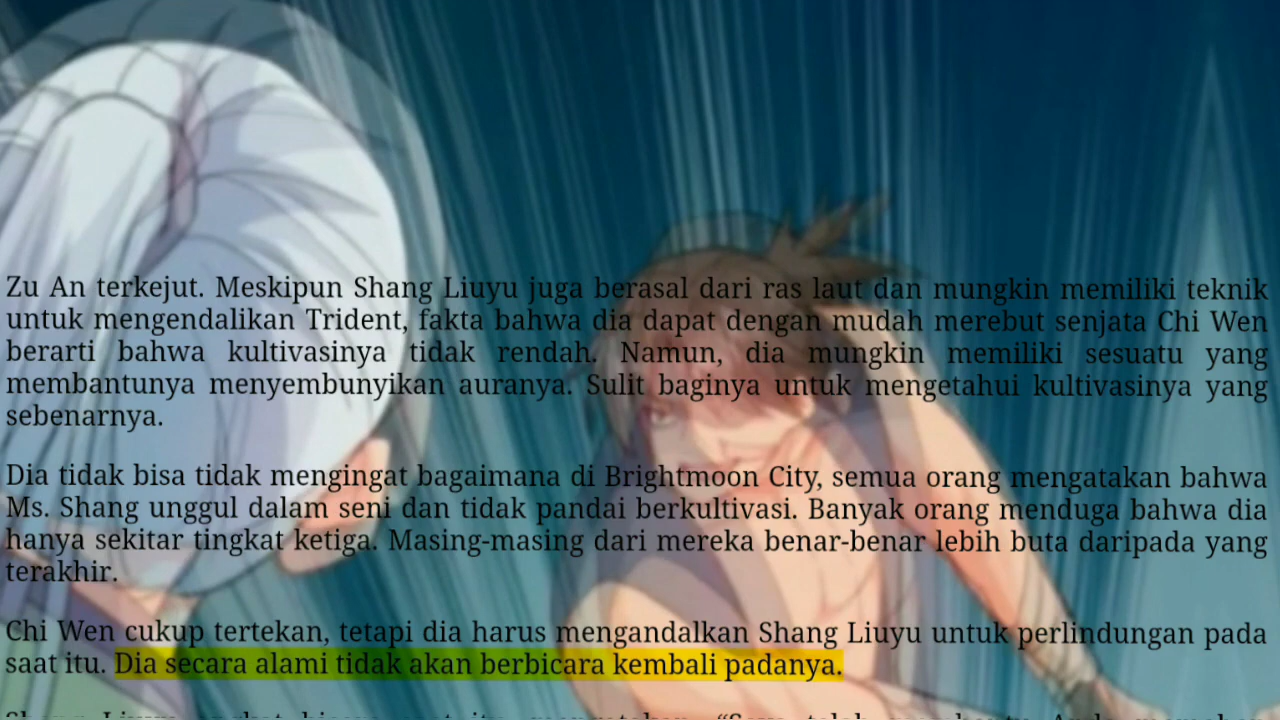 Zu An terkejut. Meskipun Shang Liuyu juga berasal dari ras laut dan mungkin memiliki teknik
untuk mengendalikan Trident, fakta bahwa dia dapat dengan mudah merebut senjata Chi Wen
berarti bahwa kultivasinya tidak rendah. Namun, dia mungkin memiliki sesuatu yang
membantunya menyembunyikan auranya. Sulit baginya untuk mengetahui kultivasinya yang
sebenarnya.
Dia tidak bisa tidak mengingat bagaimana di Brightmoon City, semua orang mengatakan bahwa
Ms. Shang unggul dalam seni dan tidak pandai berkultivasi. Banyak orang menduga bahwa dia
hanya sekitar tingkat ketiga. Masing-masing dari mereka benar-benar lebih buta daripada yang
terakhir.
Chi Wen cukup tertekan, tetapi dia harus mengandalkan Shang Liuyu untuk perlindungan pada
saat itu. Dia secara alami tidak akan berbicara kembali padanya.